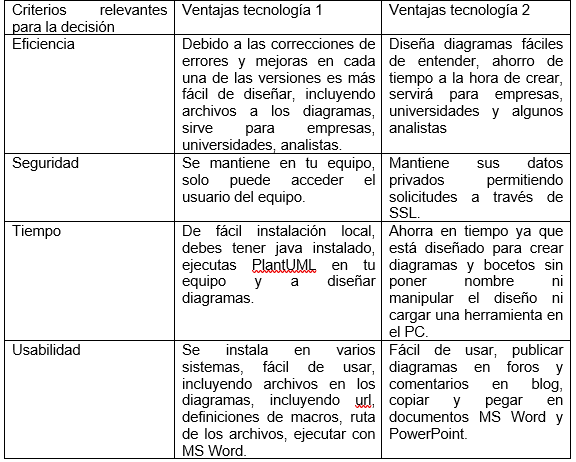 Criterios relevantes
para la decisión
Ventajas tecnología 1
Ventajas tecnología 2
Eficiencia
Debido a las correcciones de
errores y mejoras en cada
una de las versiones es más
fácil de diseñar, incluyendo
archivos a los diagramas,
sirve para empresas,
universidades, analistas.
Diseña diagramas fáciles
de entender, ahorro de
tiempo a la hora de crear,
servirá para empresas,
universidades y algunos
analistas
Seguridad
Se mantiene en tu equipo,
solo puede acceder el
usuario del equipo.
Mantiene sus datos
privados permitiendo
solicitudes a través de
SSL.
Tiempo
De fácil instalación local,
debes tener java instalado,
ejecutas PlantUML en tu
equipo y a diseñar
diagramas.
Ahorra en tiempo ya que
está diseñado para crear
diagramas y bocetos sin
poner nombre ni
manipular el diseño ni
cargar una herramienta en
el PC.
Usabilidad
Se instala en varios
sistemas, fácil de usar,
incluyendo archivos en los
diagramas, incluyendo url,
definiciones de macros, ruta
de los archivos, ejecutar con
MS Word.
Fácil de usar, publicar
diagramas en foros y
comentarios en blog,
copiar y pegar en
documentos MS Word y
PowerPoint.